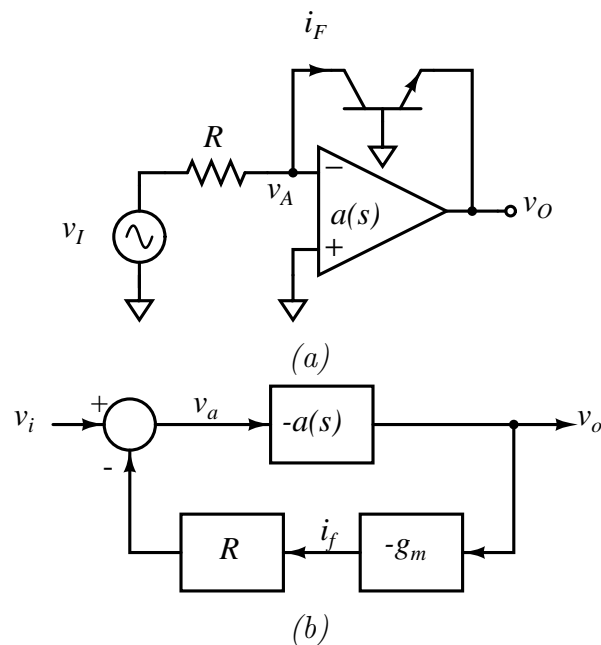 i_F
R
−
v_A
a(s)
v_I
v_O
+
(a)
v_i
+
v_a
-a(s)
v_o
-
R
i_f
-g_m
(b)